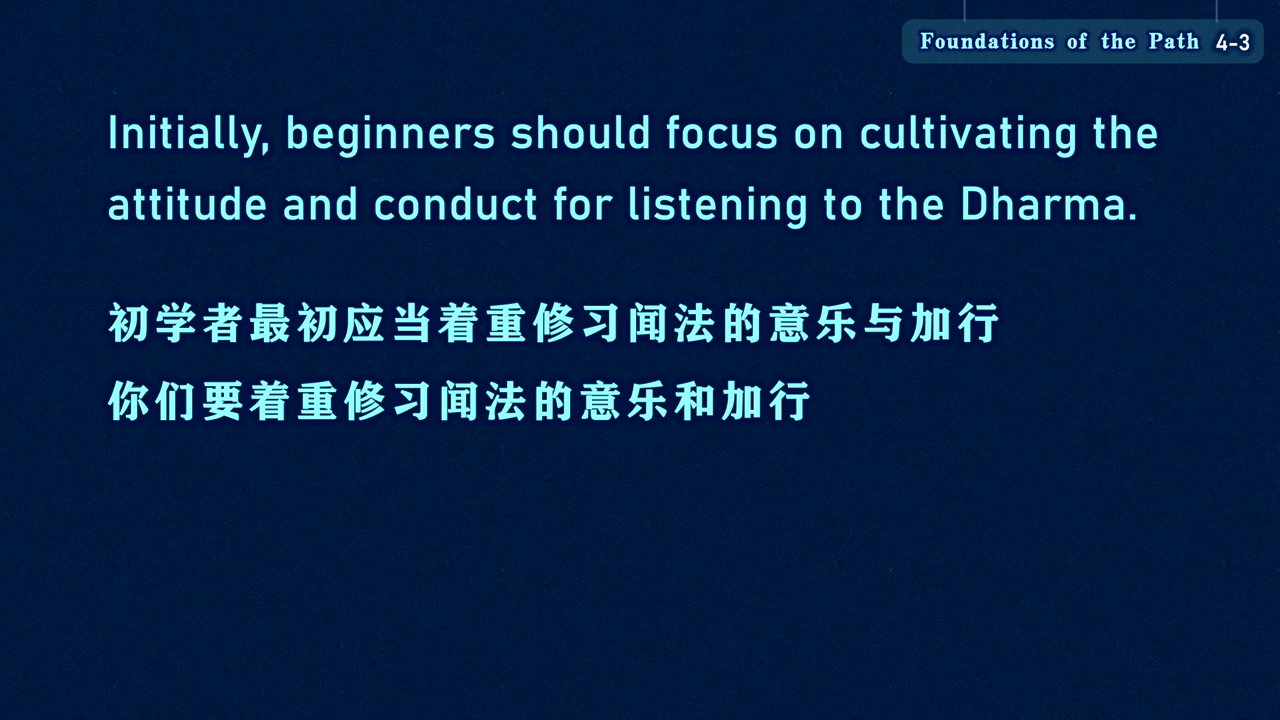 Foundations of the Path 4-3
Initially, beginners should focus on cultivating the
attitude and conduct for listening to the Dharma.
初学者最初应当着重修习闻法的意乐与加行
你们要着重修习闻法的意乐和加行